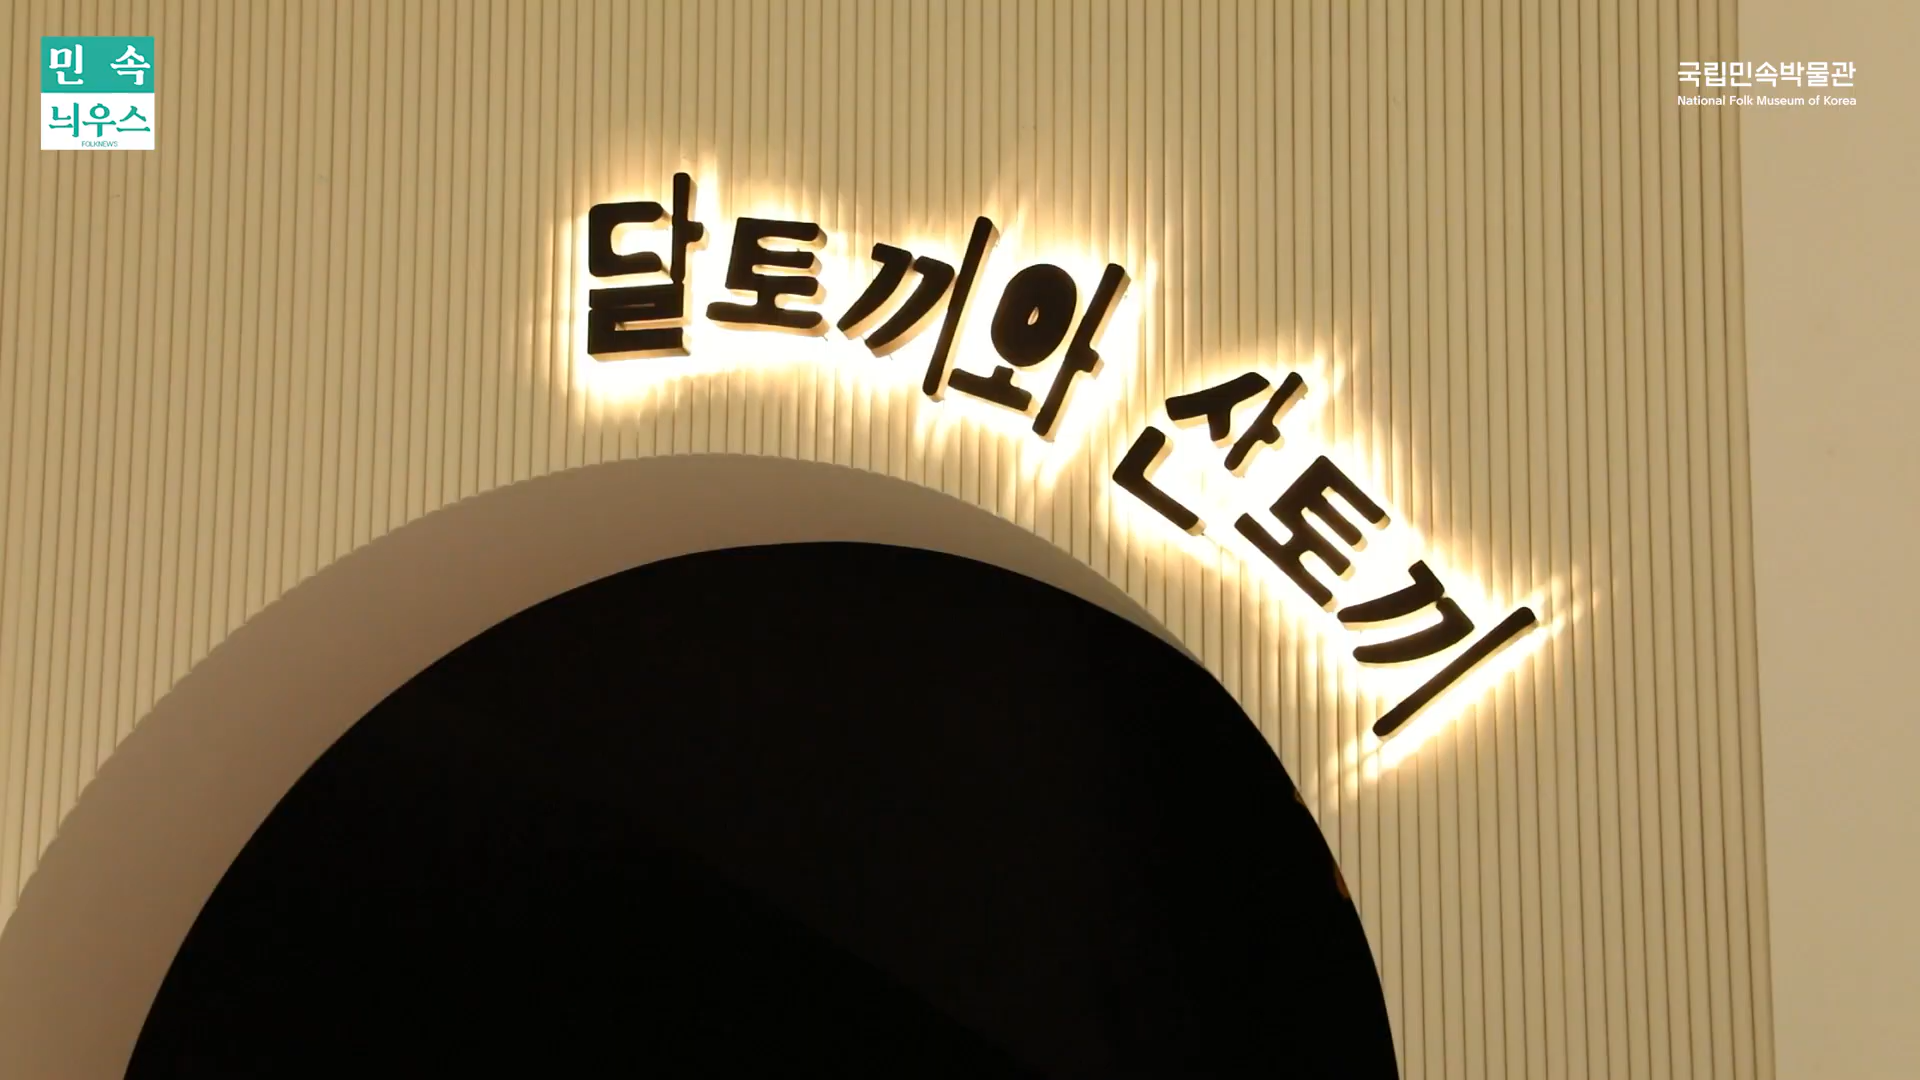 민 속
늬우스
FOLKNEWS
국립민속박물관
National Folk Museum of Korea
달토끼와 산토끼